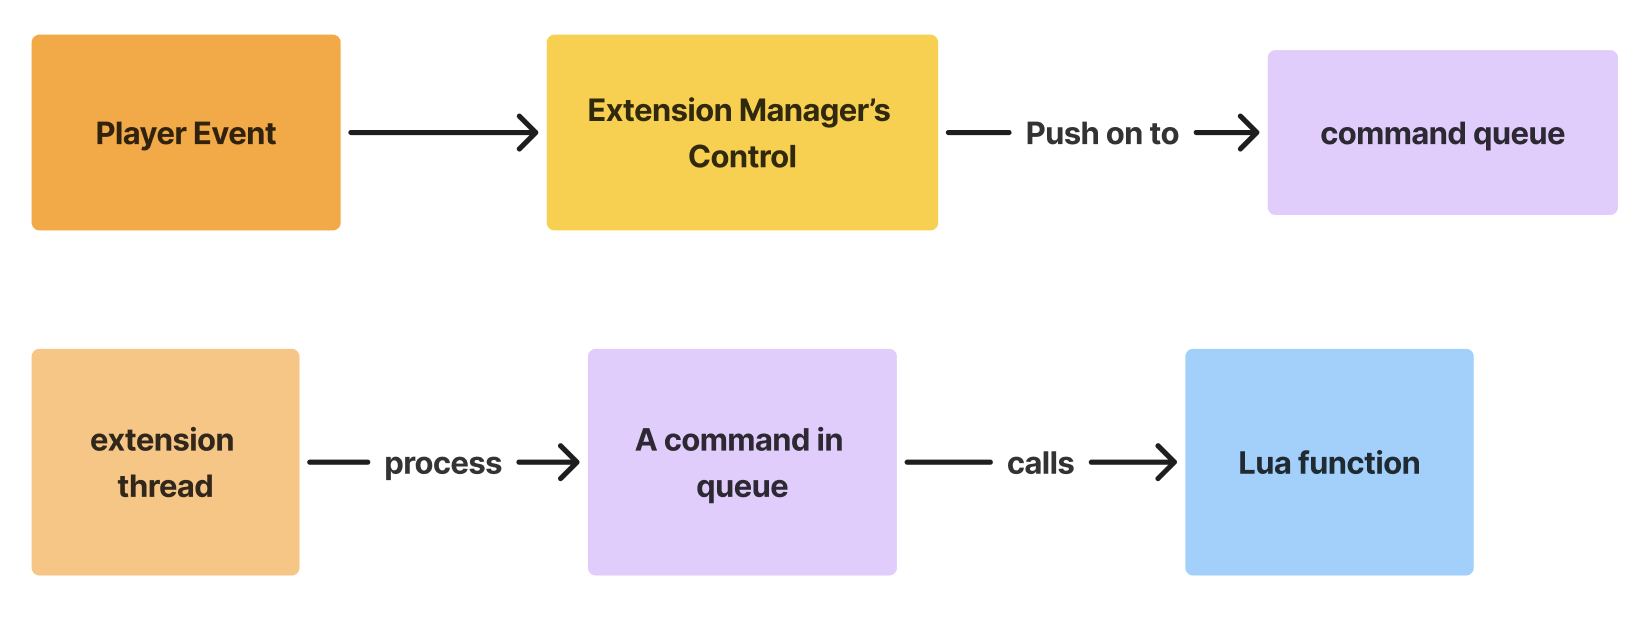 Player Event
Extension Manager’s
Control
Push on to
command queue
extension
thread
process
A command in
queue
calls
Lua function